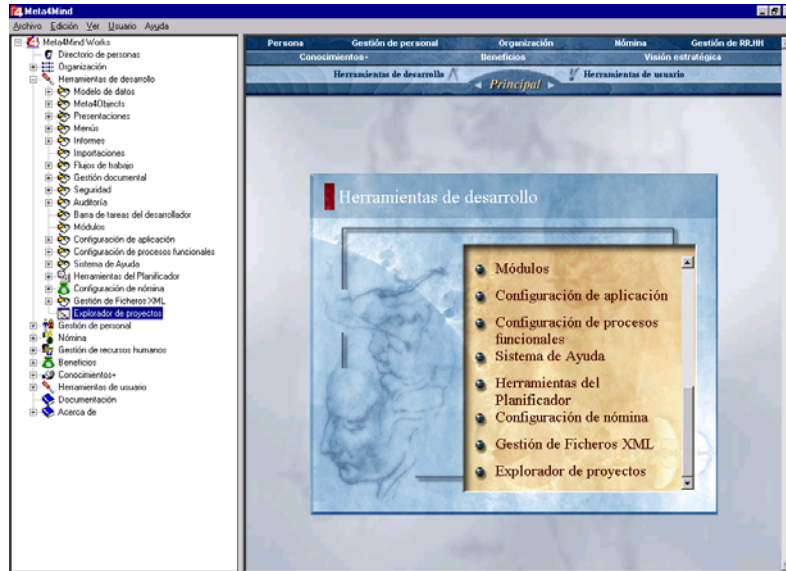 Meta4Mind
Archivo Edición Ver Usuario Ayuda
Meta4Mind Works
Directorio de personas
Organización
Herramientas de desarrollo
Modelo de datos
Meta4Objects
Presentaciones
Menús
Informes
Importaciones
Flujos de trabajo
Gestión documental
Seguridad
Auditoría
Barra de tareas del desarrollador
Módulos
Configuración de aplicación
Configuración de procesos funcionales
Sistema de Ayuda
Herramientas del Planificador
Configuración de nómina
Gestión de Ficheros XML
Explorador de proyectos
Gestión de personal
Nómina
Gestión de recursos humanos
Beneficios
Conocimientos+
Herramientas de usuario
Documentación
Acerca de
Persona Gestión de personal Organización Nómina Gestión de RR.HH
Conocimientos+ Beneficios Visión estratégica
Herramientas de desarrollo Principal Herramientas de usuario
Herramientas de desarrollo
Módulos
Configuración de aplicación
Configuración de procesos
funcionales
Sistema de Ayuda
Herramientas del
Planificador
Configuración de nómina
Gestión de Ficheros XML
Explorador de proyectos